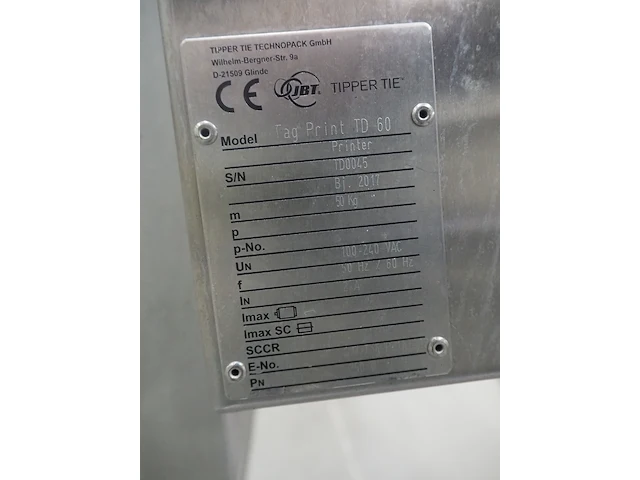 TIPPER TIE TECHNOPACK GmbH
Wilhelm-Bergner-Str. 9a
D-21509 Glinde
CE JBT. TIPPER TIE™
Model Tag Print TD 60
Printer
S/N TD0045
Bj. 2017
m 50 Kg
p
p-No.
UN 100-240 VAC
f 50 Hz / 60 Hz
IN
Imax
Imax SC
SCCR
E-No.
PN